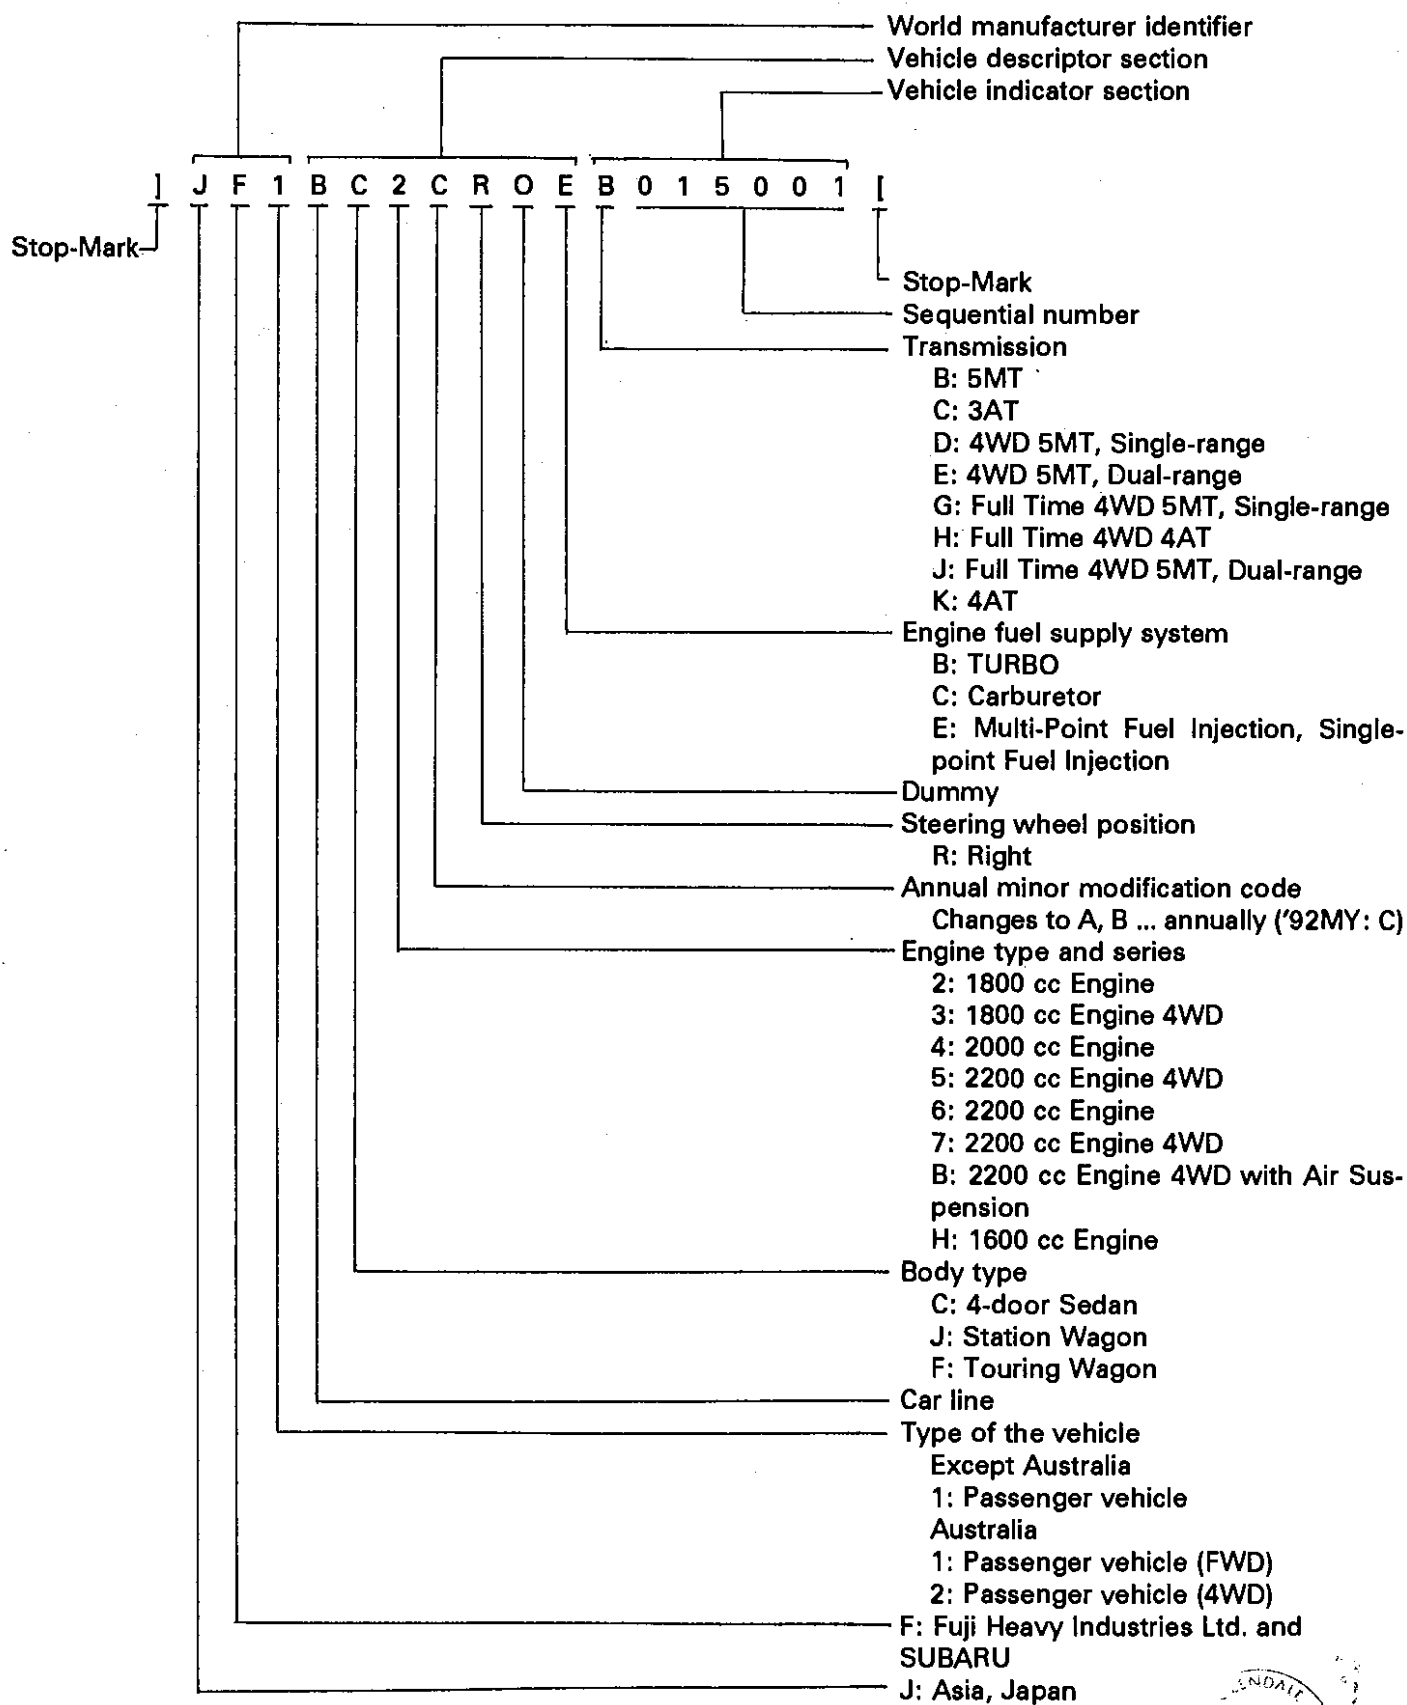 World manufacturer identifier
Vehicle descriptor section
Vehicle indicator section
] J F 1 B C 2 C R O E B 0 1 5 0 0 1 [
Stop-Mark
Stop-Mark
Sequential number
Transmission
B: 5MT
C: 3AT
D: 4WD 5MT, Single-range
E: 4WD 5MT, Dual-range
G: Full Time 4WD 5MT, Single-range
H: Full Time 4WD 4AT
J: Full Time 4WD 5MT, Dual-range
K: 4AT
Engine fuel supply system
B: TURBO
C: Carburetor
E: Multi-Point Fuel Injection, Single-
point Fuel Injection
Dummy
Steering wheel position
R: Right
Annual minor modification code
Changes to A, B ... annually ('92MY: C)
Engine type and series
2: 1800 cc Engine
3: 1800 cc Engine 4WD
4: 2000 cc Engine
5: 2200 cc Engine 4WD
6: 2200 cc Engine
7: 2200 cc Engine 4WD
B: 2200 cc Engine 4WD with Air Sus-
pension
H: 1600 cc Engine
Body type
C: 4-door Sedan
J: Station Wagon
F: Touring Wagon
Car line
Type of the vehicle
Except Australia
1: Passenger vehicle
Australia
1: Passenger vehicle (FWD)
2: Passenger vehicle (4WD)
F: Fuji Heavy Industries Ltd. and
SUBARU
J: Asia, Japan